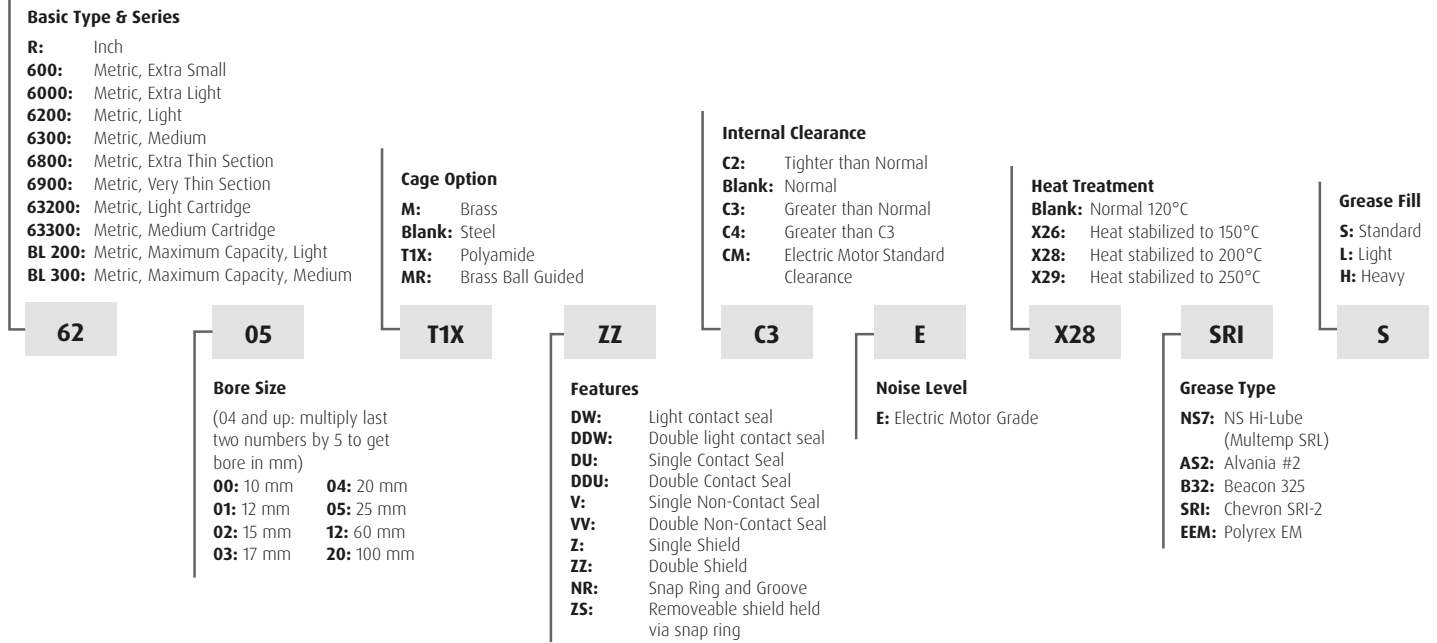 Basic Type & Series
R: Inch
600: Metric, Extra Small
6000: Metric, Extra Light
6200: Metric, Light
6300: Metric, Medium
6800: Metric, Extra Thin Section
6900: Metric, Very Thin Section
63200: Metric, Light Cartridge
63300: Metric, Medium Cartridge
BL 200: Metric, Maximum Capacity, Light
BL 300: Metric, Maximum Capacity, Medium
Cage Option
M: Brass
Blank: Steel
T1X: Polyamide
MR: Brass Ball Guided
Internal Clearance
C2: Tighter than Normal
Blank: Normal
C3: Greater than Normal
C4: Greater than C3
CM: Electric Motor Standard
Clearance
Heat Treatment
Blank: Normal 120°C
X26: Heat stabilized to 150°C
X28: Heat stabilized to 200°C
X29: Heat stabilized to 250°C
Grease Fill
S: Standard
L: Light
H: Heavy
62 05 T1X ZZ C3 E X28 SRI S
Bore Size
(04 and up: multiply last
two numbers by 5 to get
bore in mm)
00: 10 mm 04: 20 mm
01: 12 mm 05: 25 mm
02: 15 mm 12: 60 mm
03: 17 mm 20: 100 mm
Features
DW: Light contact seal
DDW: Double light contact seal
DU: Single Contact Seal
DDU: Double Contact Seal
V: Single Non-Contact Seal
VV: Double Non-Contact Seal
Z: Single Shield
ZZ: Double Shield
NR: Snap Ring and Groove
ZS: Removeable shield held
via snap ring
Noise Level
E: Electric Motor Grade
Grease Type
NS7: NS Hi-Lube
(Multemp SRL)
AS2: Alvania #2
B32: Beacon 325
SRI: Chevron SRI-2
EEM: Polyrex EM